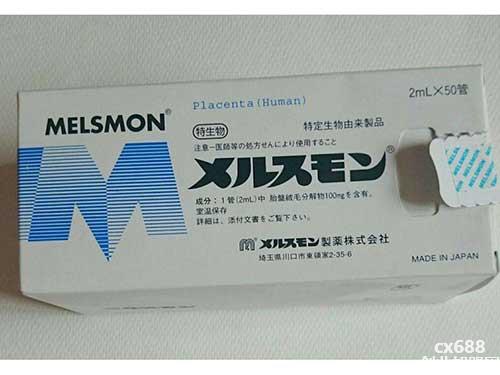 Placenta (Human)
2mL×50管
MELSMON®
特生物
特定生物由来製品
注意-医師等の処方せんにより使用すること
メルスモン®
成分:1管(2mL)中 胎盤絨毛分解物100mgを含有。
室温保存
詳細は、添付文書をご覧下さい。
メルスモン製薬株式会社
埼玉県川口市東領家2-35-6
MADE IN JAPAN
cx688